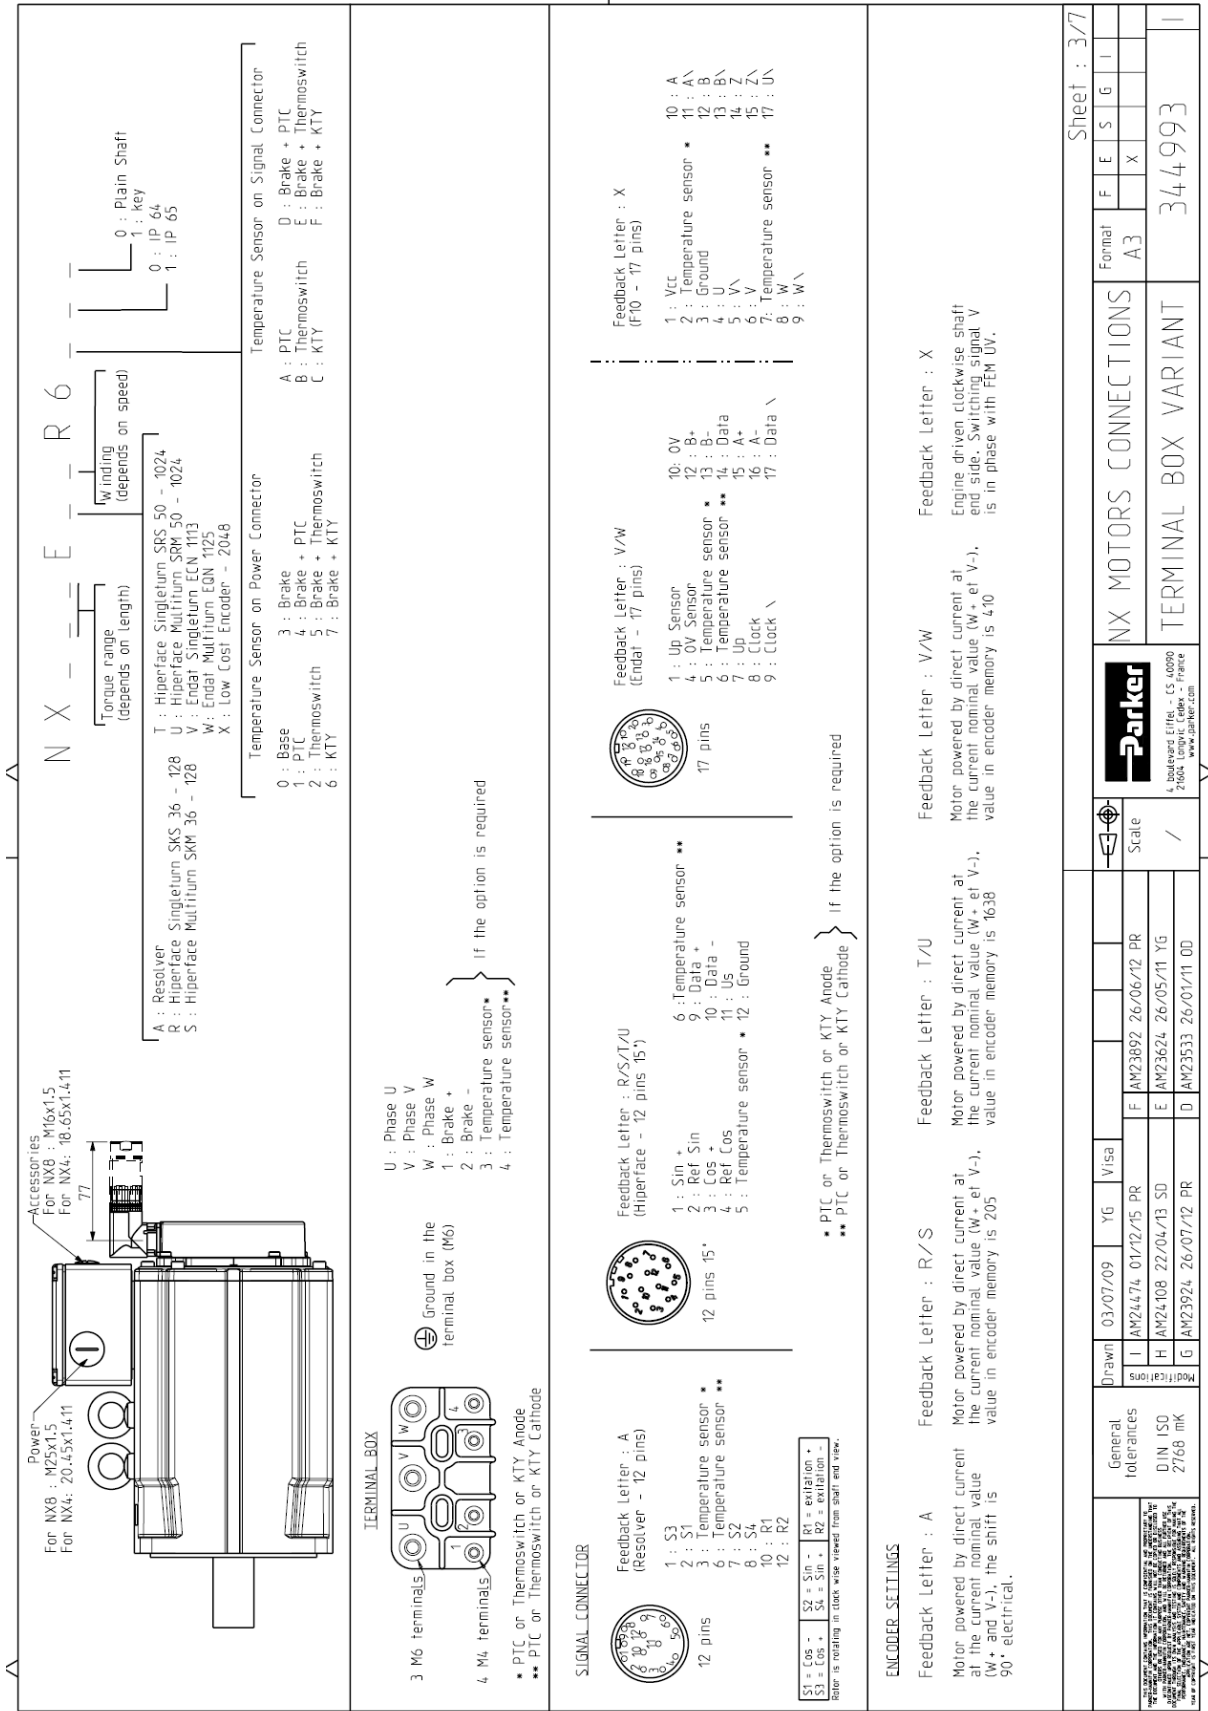 Power
For NX8 : M25x1.5
For NX4: 20.45x1.411
Accessories
For NX8 : M16x1.5
For NX4: 18.65x1.411
77
N X _ _ _ E _ R 6 _ _ _
Torque range
(depends on length)
Winding
(depends on speed)
0 : Plain Shaft
1 : key
0 : IP 64
1 : IP 65
A : Resolver
R : Hiperface Singleturn SKS 36 - 128
S : Hiperface Multiturn SKM 36 - 128
T : Hiperface Singleturn SRS 50 - 1024
U : Hiperface Multiturn SRM 50 - 1024
V : Endat Singleturn ECN 1113
W: Endat Multiturn EQN 1125
X : Low Cost Encoder - 2048
Temperature Sensor on Power Connector
0 : Base
1 : PTC
2 : Thermoswitch
6 : KTY
3 : Brake
4 : Brake + PTC
5 : Brake + Thermoswitch
7 : Brake + KTY
Temperature Sensor on Signal Connector
A : PTC
B : Thermoswitch
C : KTY
D : Brake + PTC
E : Brake + Thermoswitch
F : Brake + KTY
TERMINAL BOX
3 M6 terminals
4 M4 terminals
U
V
W
1
2
3
4
Ground in the
terminal box (M6)
* PTC or Thermoswitch or KTY Anode
** PTC or Thermoswitch or KTY Cathode
U : Phase U
V : Phase V
W : Phase W
1 : Brake +
2 : Brake -
3 : Temperature sensor*
4 : Temperature sensor**
If the option is required
SIGNAL CONNECTOR
12 pins
Feedback Letter : A
(Resolver - 12 pins)
1 : S3
2 : S1
3 : Temperature sensor *
6 : Temperature sensor **
7 : S2
8 : S4
10 : R1
12 : R2
S1 = Cos - S2 = Sin - R1 = exitation +
S3 = Cos + S4 = Sin + R2 = exitation -
Rotor is rotating in clock wise viewed from shaft end view.
12 pins 15°
Feedback Letter : R/S/T/U
(Hiperface - 12 pins 15°)
1 : Sin +
2 : Ref Sin
3 : Cos +
4 : Ref Cos
5 : Temperature sensor *
6 :Temperature sensor **
9 : Data +
10 : Data -
11 : Us
12 : Ground
* PTC or Thermoswitch or KTY Anode
** PTC or Thermoswitch or KTY Cathode
If the option is required
17 pins
Feedback Letter : V/W
(Endat - 17 pins)
1 : Up Sensor
4 : 0V Sensor
5 : Temperature sensor *
6 : Temperature sensor **
7 : Up
8 : Clock
9 : Clock \
10: 0V
12 : B+
13 : B-
14 : Data
15 : A+
16 : A-
17 : Data \
Feedback Letter : X
(F10 - 17 pins)
1 : Vcc
2 : Temperature sensor *
3 : Ground
4 : U
5 : V\
6 : V
7: Temperature sensor **
8 : W
9 : W\
10 : A
11 : A\
12 : B
13 : B\
14 : Z
15 : Z\
17 : U\
ENCODER SETTINGS
Feedback Letter : A
Motor powered by direct current
at the current nominal value
(W+ and V-), the shift is
90° electrical.
Feedback Letter : R/S
Motor powered by direct current at
the current nominal value (W+ et V-),
value in encoder memory is 205
Feedback Letter : T/U
Motor powered by direct current at
the current nominal value (W+ et V-),
value in encoder memory is 1638
Feedback Letter : V/W
Motor powered by direct current at
the current nominal value (W+ et V-),
value in encoder memory is 410
Feedback Letter : X
Engine driven clockwise shaft
end side. Switching signal V
is in phase with FEM UV.
Sheet : 3/7
General
tolerances
DIN ISO
2768 mK
Drawn 03/07/09 YG Visa
Modifications
I AM24474 01/12/15 PR
H AM24108 22/04/13 SD
G AM23924 26/07/12 PR
F AM23892 26/06/12 PR
E AM23624 26/05/11 YG
D AM23533 26/01/11 OD
Scale
/
Parker
4 boulevard Eiffel - CS 40090
21604 Longvic Cedex - France
www.parker.com
NX MOTORS CONNECTIONS
TERMINAL BOX VARIANT
Format
A3
F E S G I
X
344993
I